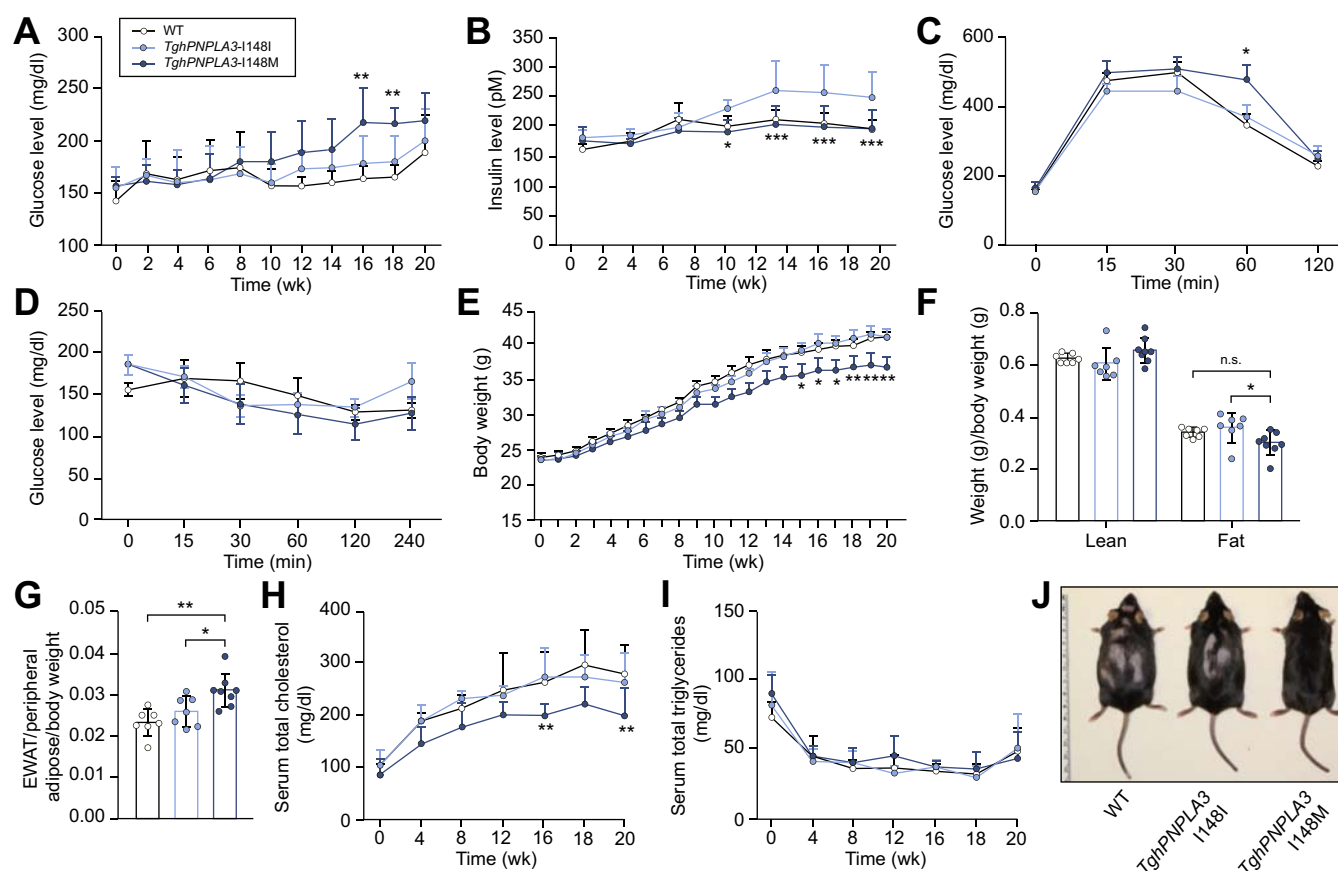 A
WT
TghPNPLA3-I148I
TghPNPLA3-I148M
Glucose level (mg/dl)
300
250
200
150
100
** **
0 2 4 6 8 10 12 14 16 18 20
Time (wk)
B
Insulin level (pM)
350
300
250
200
150
100
50
0
* *** *** ***
0 2 4 6 8 10 12 14 16 18 20
Time (wk)
C
Glucose level (mg/dl)
600
400
200
0
*
0 15 30 60 120
Time (min)
D
Glucose level (mg/dl)
250
200
150
100
50
0
0 15 30 60 120 240
Time (min)
E
Body weight (g)
45
40
35
30
25
15
* * * *********
0 2 4 6 8 10 12 14 16 18 20
Time (wk)
F
Weight (g)/body weight (g)
0.8
0.6
0.4
0.2
0.0
n.s.
*
Lean Fat
G
EWAT/peripheral
adipose/body weight
0.05
0.04
0.03
0.02
0.01
0.00
**
*
H
Serum total cholesterol
(mg/dl)
400
300
200
100
0
** **
0 4 8 12 16 18 20
Time (wk)
I
Serum total triglycerides
(mg/dl)
150
100
50
0
0 4 8 12 16 18 20
Time (wk)
J
WT
TghPNPLA3
I148I
TghPNPLA3
I148M